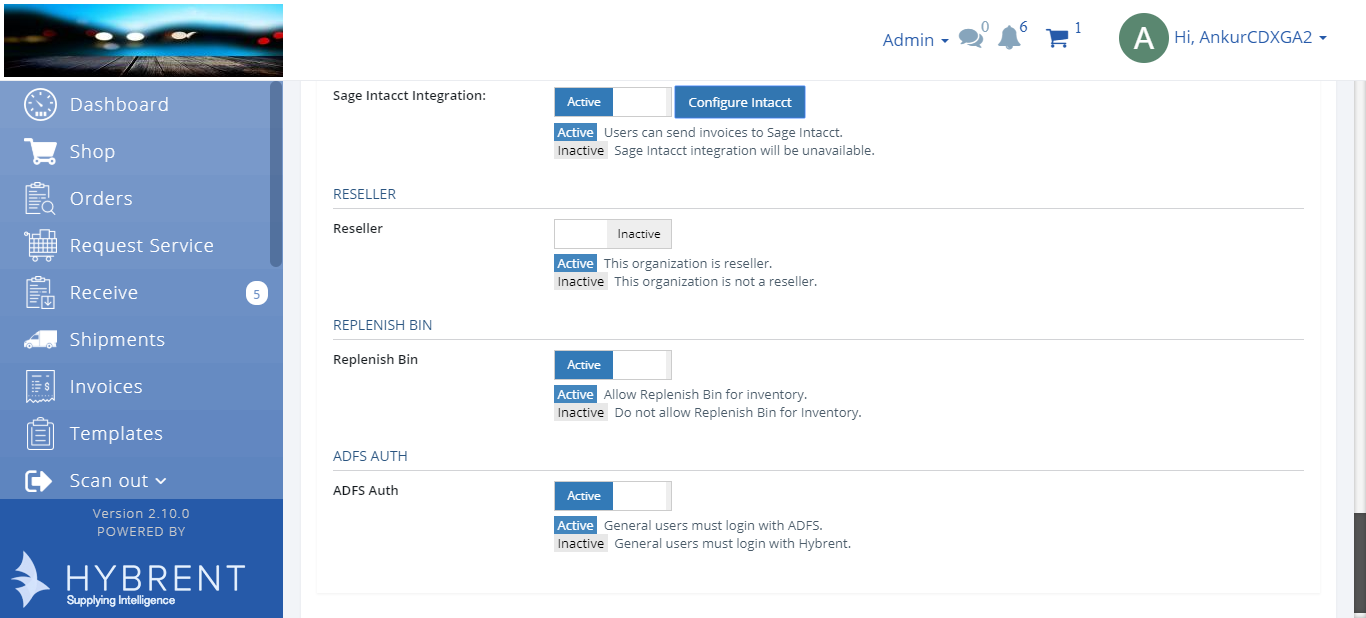 Admin
0
6
1
A
Hi, AnkurCDXGA2
Dashboard
Shop
Orders
Request Service
Receive
5
Shipments
Invoices
Templates
Scan out
Version 2.10.0
POWERED BY
HYBRENT
Supplying Intelligence
Sage Intacct Integration:
Active
Configure Intacct
Active Users can send invoices to Sage Intacct.
Inactive Sage Intacct integration will be unavailable.
RESELLER
Reseller
Inactive
Active This organization is reseller.
Inactive This organization is not a reseller.
REPLENISH BIN
Replenish Bin
Active
Active Allow Replenish Bin for inventory.
Inactive Do not allow Replenish Bin for Inventory.
ADFS AUTH
ADFS Auth
Active
Active General users must login with ADFS.
Inactive General users must login with Hybrent.